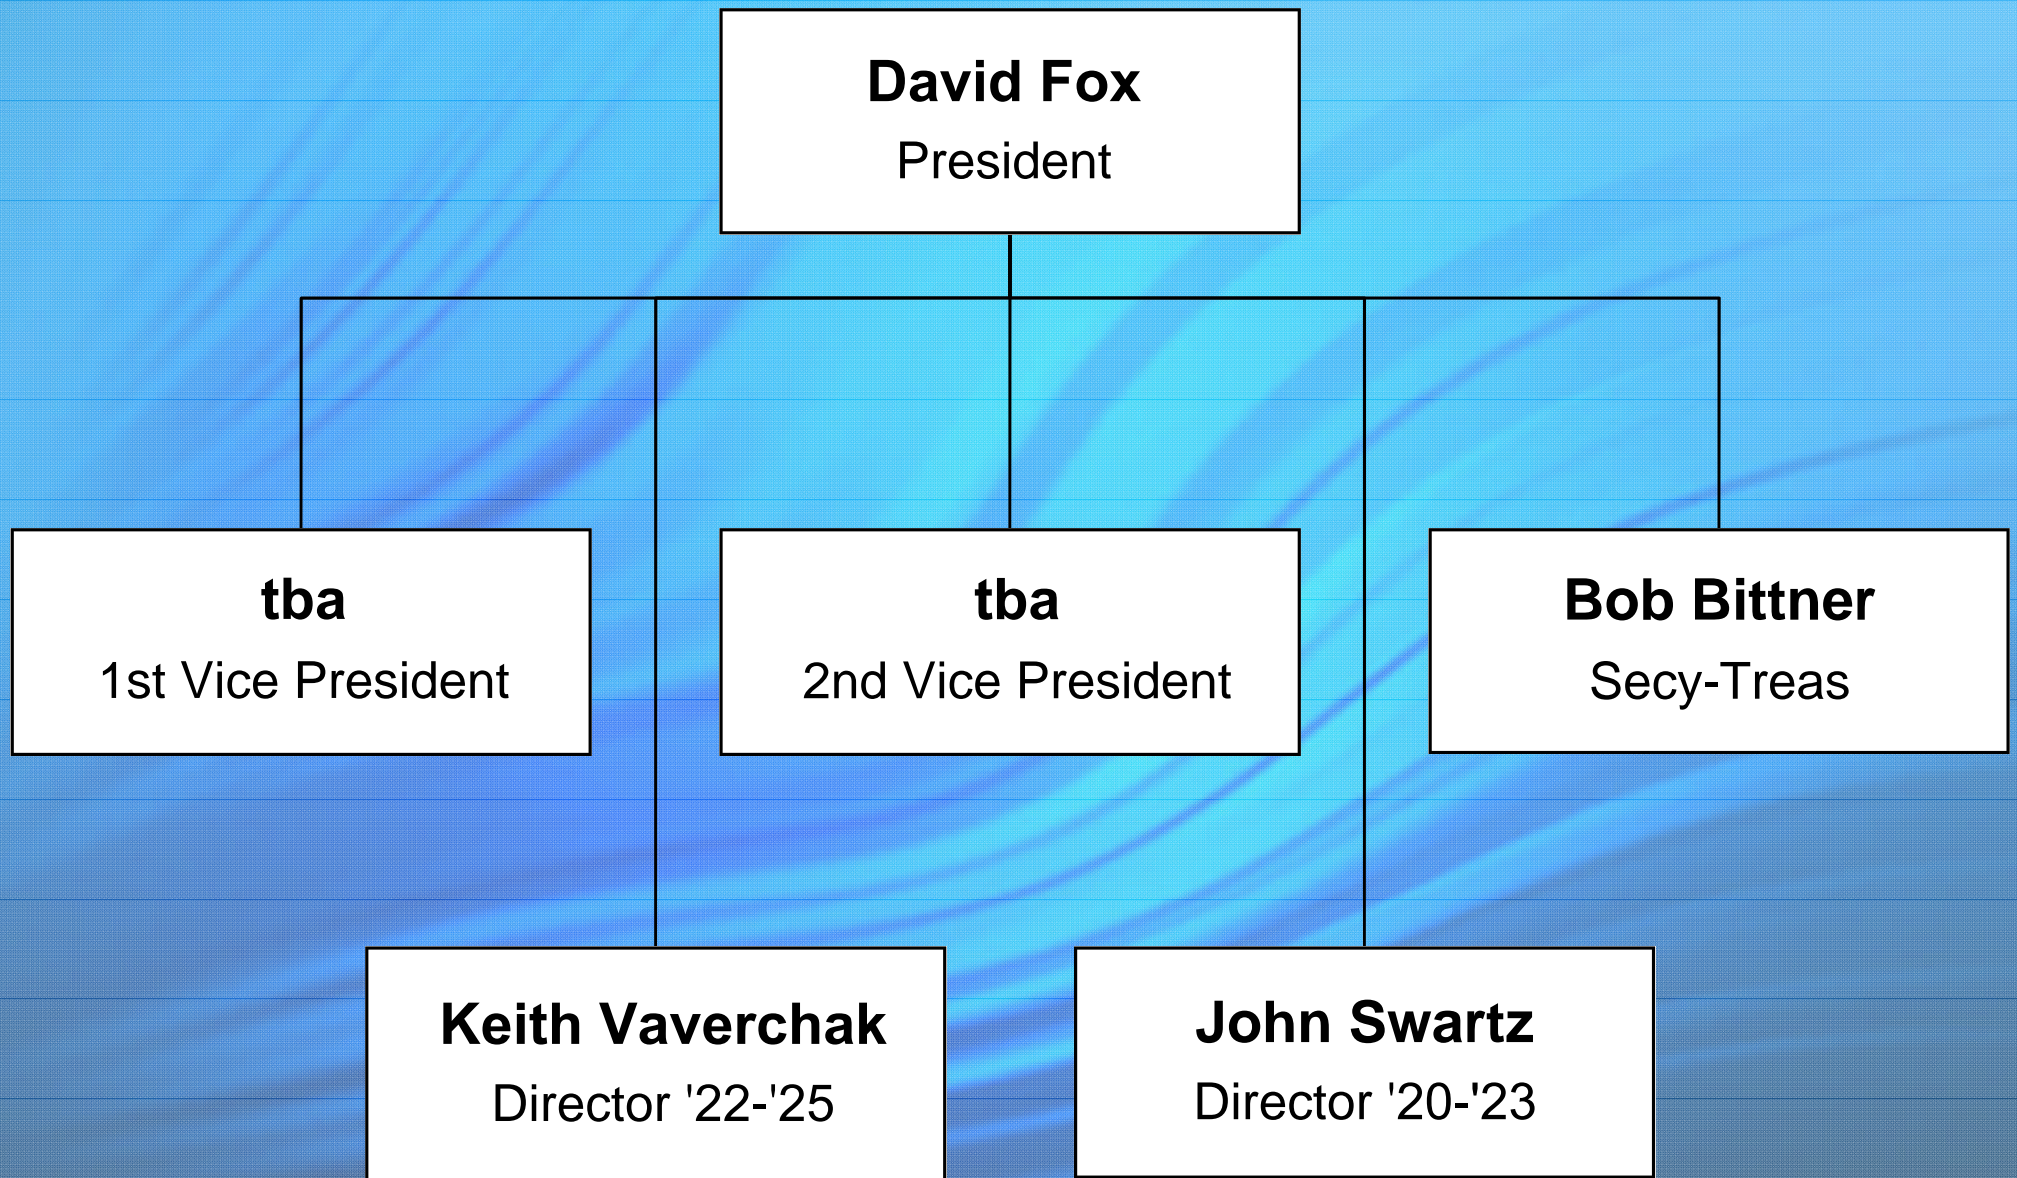 David Fox
President
tba
1st Vice President
tba
2nd Vice President
Bob Bittner
Secy-Treas
Keith Vaverchak
Director '22-'25
John Swartz
Director '20-'23